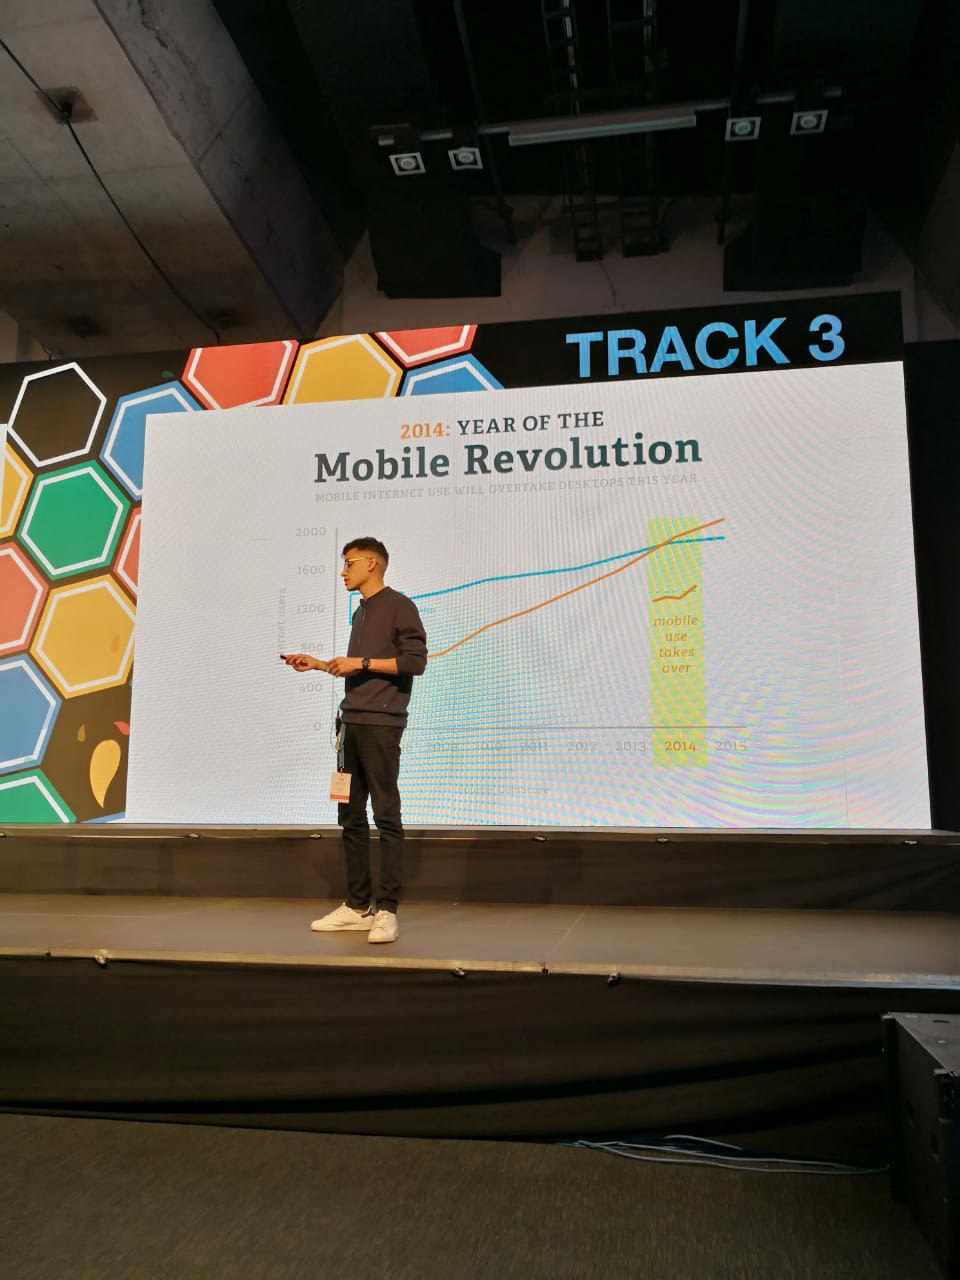 TRACK 3
2014: YEAR OF THE
Mobile Revolution
MOBILE INTERNET USE WILL OVERTAKE DESKTOPS THIS YEAR.
2000
1600
1200
400
0
mobile
use
takes
over
2011 2012 2013 2014 2015